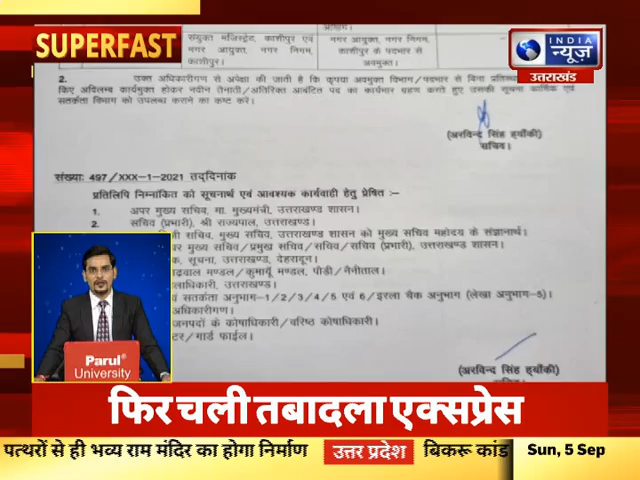 SUPERFAST
INDIA
न्यूज़
उत्तराखंड
संयुक्त मजिस्ट्रेट, काशीपुर एवं
नगर आयुक्त, नगर निगम,
काशीपुर।
नगर आयुक्त, नगर निगम,
काशीपुर के पदभार से
अवमुक्त।
2. उक्त अधिकारीगण से अपेक्षा की जाती है कि कृपया अवमुक्त विभाग/पदभार से बिना
किए अविलम्ब कार्यमुक्त होकर नवीन तैनाती/अतिरिक्त आबंटित पद का कार्यभार ग्रहण करते हुए उसकी सूचना कार्मिक एवं
सतर्कता विभाग को उपलब्ध कराने का कष्ट करें।
(अरविन्द सिंह ह्याँकी)
सचिव।
संख्याः 497/XXX-1-2021 तद्दिनांक
प्रतिलिपि निम्नांकित को सूचनार्थ एवं आवश्यक कार्यवाही हेतु प्रेषित :-
1. अपर मुख्य सचिव, मा. मुख्यमंत्री, उत्तराखण्ड शासन।
2. सचिव (प्रभारी), श्री राज्यपाल, उत्तराखण्ड।
सचिव, मुख्य सचिव, उत्तराखण्ड शासन को मुख्य सचिव महोदय के संज्ञानार्थ।
मुख्य सचिव/प्रमुख सचिव/सचिव/सचिव (प्रभारी), उत्तराखण्ड शासन।
क, सूचना, उत्तराखण्ड, देहरादून।
ढ़वाल मण्डल/ कुमायूं मण्डल, पौड़ी/नैनीताल।
लाधिकारी, उत्तराखण्ड।
वं सतर्कता अनुभाग-1/2/3/4/5 एवं 6/इरला चैक अनुभाग (लेखा अनुभाग-5)।
अधिकारीगण।
जनपदों के कोषाधिकारी/वरिष्ठ कोषाधिकारी।
टर/गार्ड फाईल।
(अरविन्द सिंह ह्याँकी)
Parul®
University
फिर चली तबादला एक्सप्रेस
पत्थरों से ही भव्य राम मंदिर का होगा निर्माण उत्तर प्रदेश बिकरू कांड Sun, 5 Sep